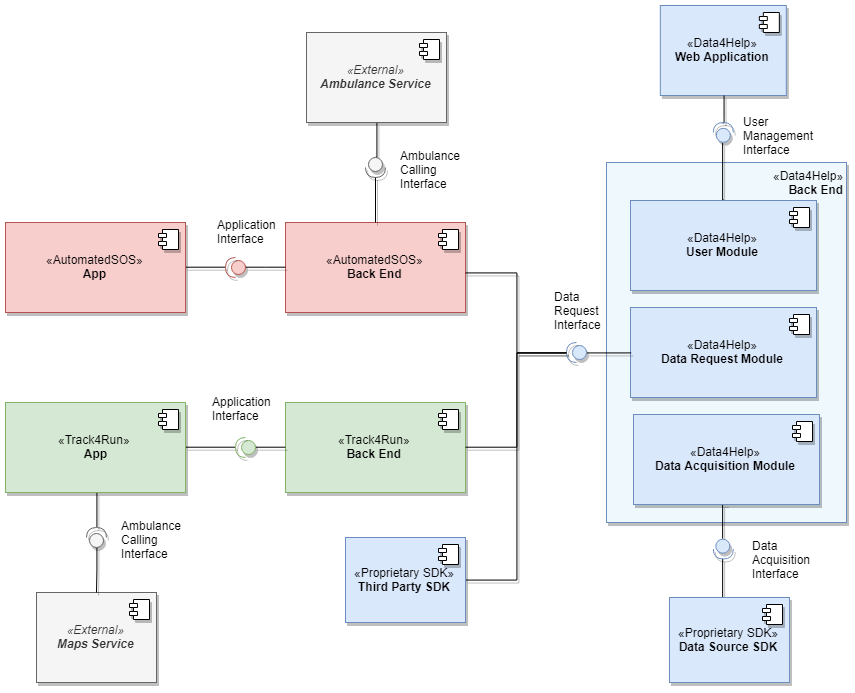 «Data4Help»
Web Application
«External»
Ambulance Service
User
Management
Interface
Ambulance
Calling
Interface
«Data4Help»
Back End
«AutomatedSOS»
App
Application
Interface
«AutomatedSOS»
Back End
«Data4Help»
User Module
Data
Request
Interface
«Data4Help»
Data Request Module
«Track4Run»
App
Application
Interface
«Track4Run»
Back End
«Data4Help»
Data Acquisition Module
Ambulance
Calling
Interface
«Proprietary SDK»
Third Party SDK
Data
Acquisition
Interface
«External»
Maps Service
«Proprietary SDK»
Data Source SDK